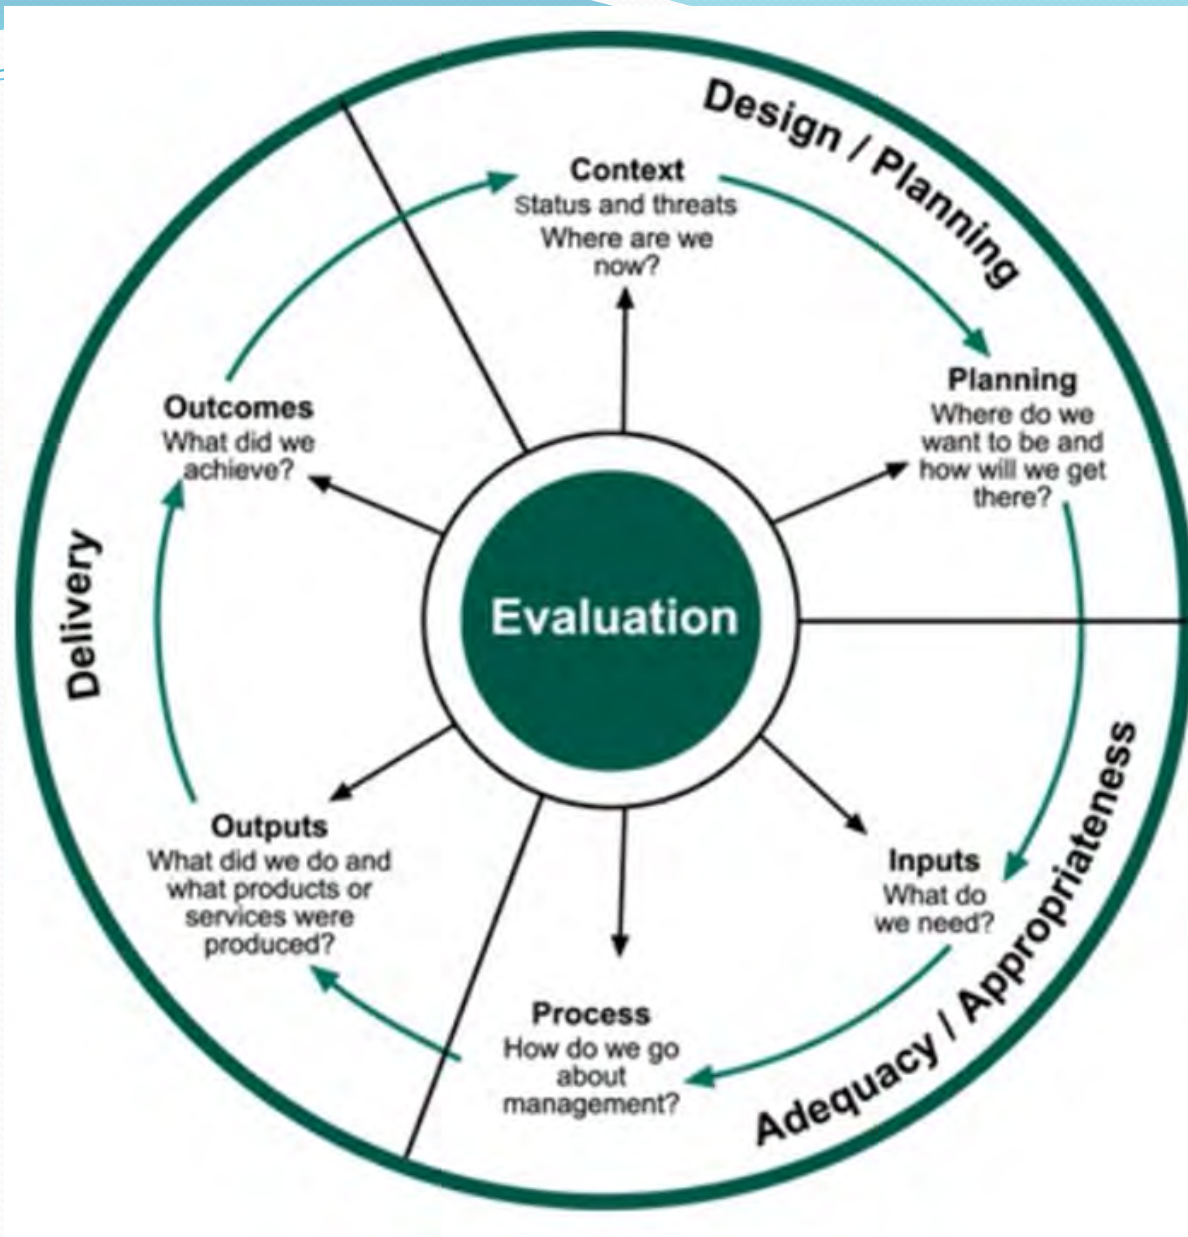 Design / Planning
Context
Status and threats
Where are we
now?
Planning
Where do we
want to be and
how will we get
there?
Adequacy / Appropriateness
Inputs
What do
we need?
Process
How do we go
about
management?
Delivery
Outputs
What did we do and
what products or
services were
produced?
Outcomes
What did we
achieve?
Evaluation